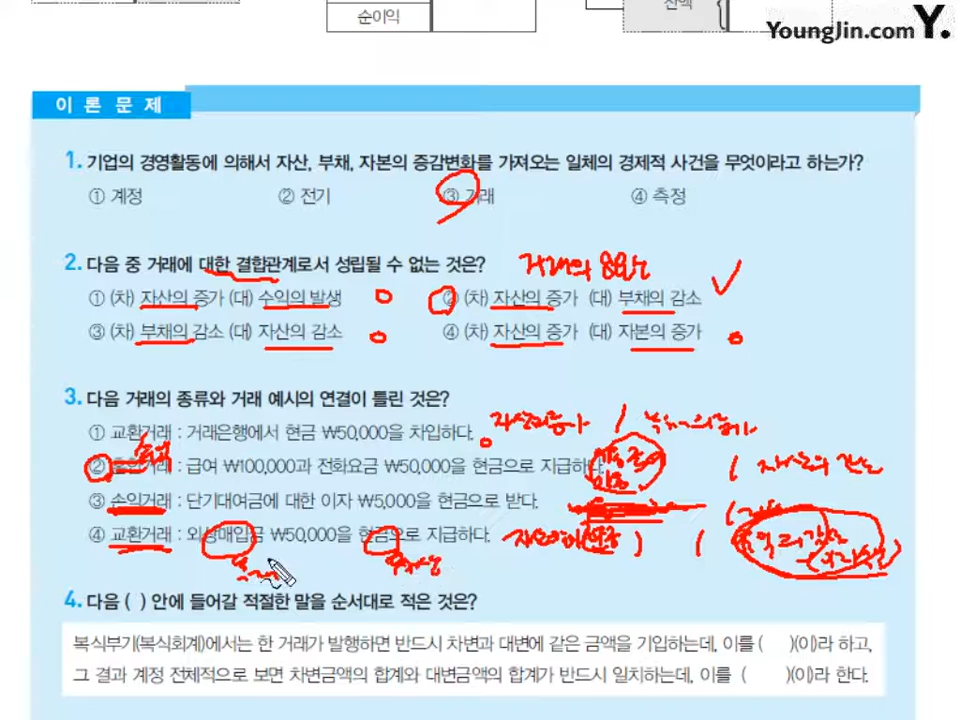 순이익
잔액
YoungJin.com Y.
이 론 문 제
1. 기업의 경영활동에 의해서 자산, 부채, 자본의 증감변화를 가져오는 일체의 경제적 사건을 무엇이라고 하는가?
① 계정 ② 전기 ③ 거래 ④ 측정
2. 다음 중 거래에 대한 결합관계로서 성립될 수 없는 것은? 거래의 8요소
① (차) 자산의 증가 (대) 수익의 발생 ② (차) 자산의 증가 (대) 부채의 감소
③ (차) 부채의 감소 (대) 자산의 감소 ④ (차) 자산의 증가 (대) 자본의 증가
3. 다음 거래의 종류와 거래 예시의 연결이 틀린 것은?
① 교환거래 : 거래은행에서 현금 ₩50,000을 차입하다. 자산의 증가 / 부채의 증가
② 혼합거래 : 급여 ₩100,000과 전화요금 ₩50,000을 현금으로 지급하다. 손익
③ 손익거래 : 단기대여금에 대한 이자 ₩5,000을 현금으로 받다.
④ 교환거래 : 외상매입금 ₩50,000을 현금으로 지급하다.
4. 다음 ( ) 안에 들어갈 적절한 말을 순서대로 적은 것은?
복식부기(복식회계)에서는 한 거래가 발행하면 반드시 차변과 대변에 같은 금액을 기입하는데, 이를 ( )(이)라 하고,
그 결과 계정 전체적으로 보면 차변금액의 합계와 대변금액의 합계가 반드시 일치하는데, 이를 ( )(이)라 한다.